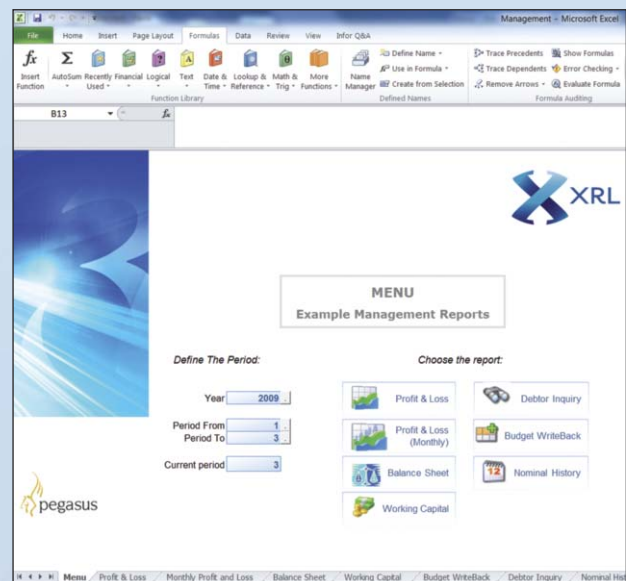 Management - Microsoft Excel
File Home Insert Page Layout Formulas Data Review View Infor Q&A
fx Insert Function
Σ AutoSum
Recently Used
Financial
Logical
A Text
Date & Time
Lookup & Reference
θ Math & Trig
More Functions
Function Library
Name Manager
Define Name
Use in Formula
Create from Selection
Defined Names
Trace Precedents
Trace Dependents
Remove Arrows
Show Formulas
Error Checking
Evaluate Formula
Formula Auditing
B13 fx
3
XRL
MENU
Example Management Reports
Define The Period:
Choose the report:
Year 2009
Period From 1
Period To 3
Current period 3
Profit & Loss
Debtor Inquiry
Profit & Loss
(Monthly)
Budget WriteBack
Balance Sheet
12 Nominal History
Working Capital
pegasus
Menu Profit & Loss Monthly Profit and Loss Balance Sheet Working Capital Budget WriteBack Debtor Inquiry